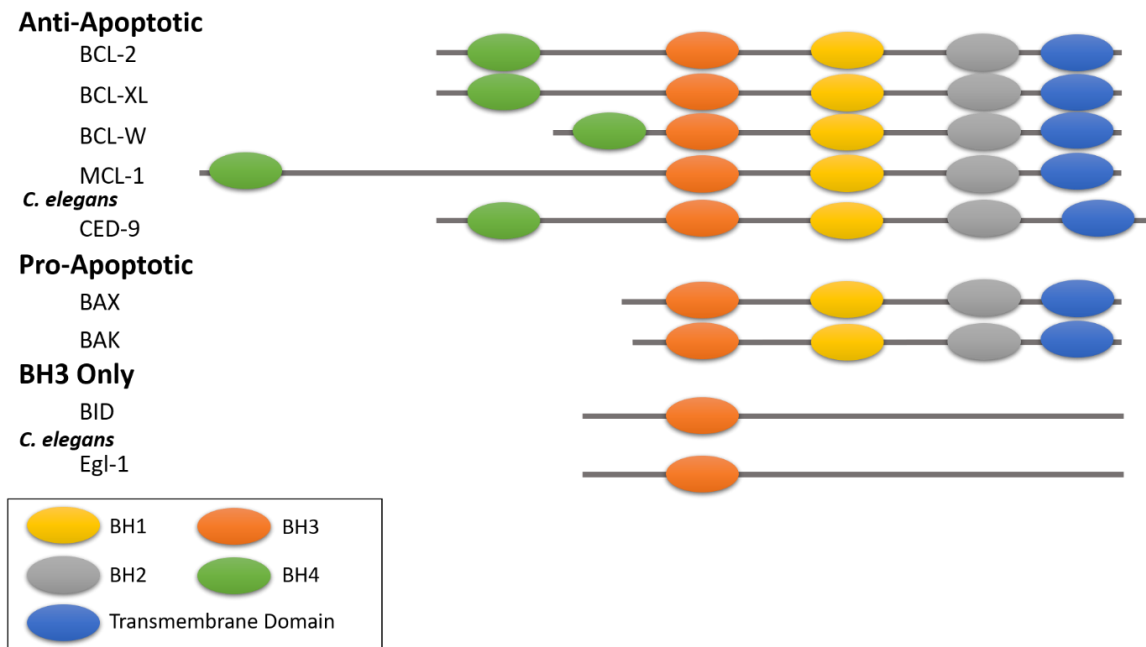 Anti-Apoptotic
BCL-2
BCL-XL
BCL-W
MCL-1
C. elegans
CED-9
Pro-Apoptotic
BAX
BAK
BH3 Only
BID
C. elegans
Egl-1
BH1 BH3
BH2 BH4
Transmembrane Domain